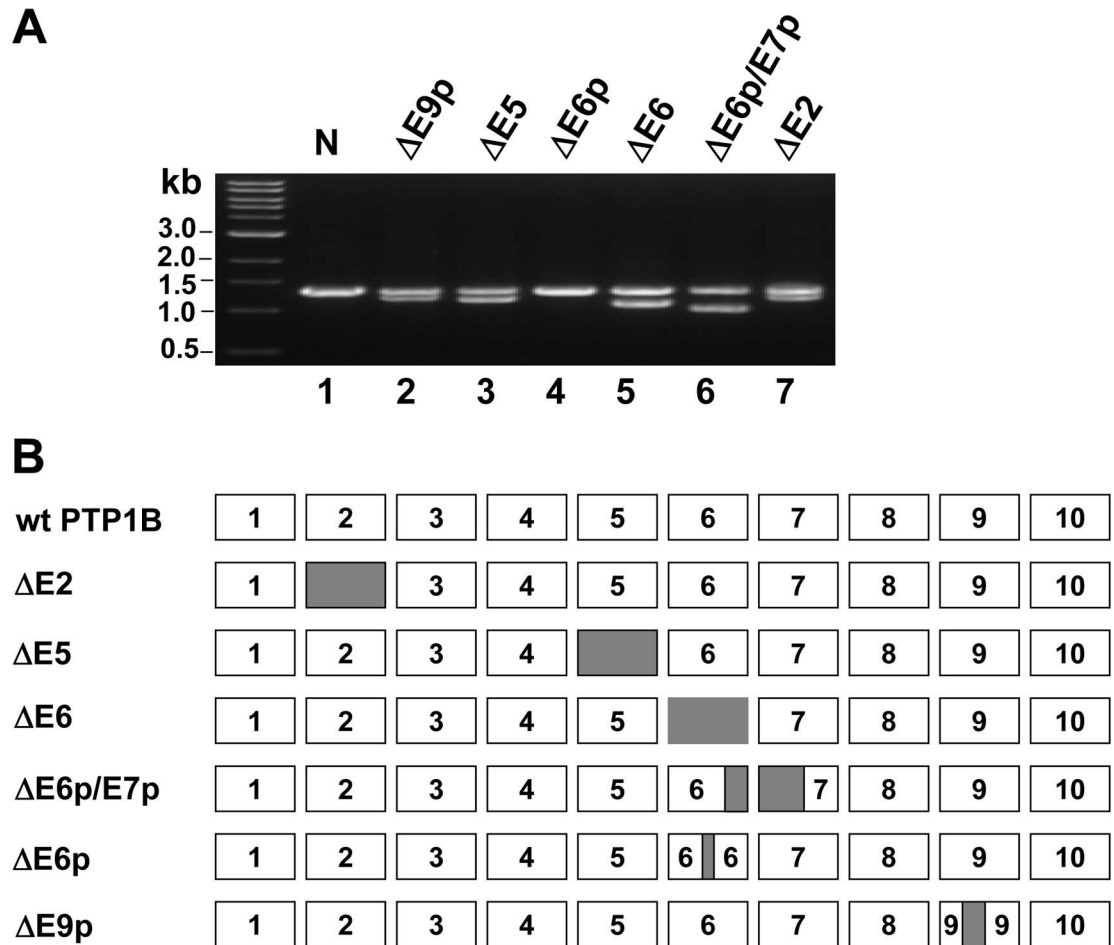 A
N ΔE9p ΔE5 ΔE6p ΔE6 ΔE6p/E7p ΔE2
kb
3.0
2.0
1.5
1.0
0.5
1 2 3 4 5 6 7
B
wt PTP1B 1 2 3 4 5 6 7 8 9 10
ΔE2 1 3 4 5 6 7 8 9 10
ΔE5 1 2 3 4 6 7 8 9 10
ΔE6 1 2 3 4 5 7 8 9 10
ΔE6p/E7p 1 2 3 4 5 6 7 8 9 10
ΔE6p 1 2 3 4 5 6 6 7 8 9 10
ΔE9p 1 2 3 4 5 6 7 8 9 9 10